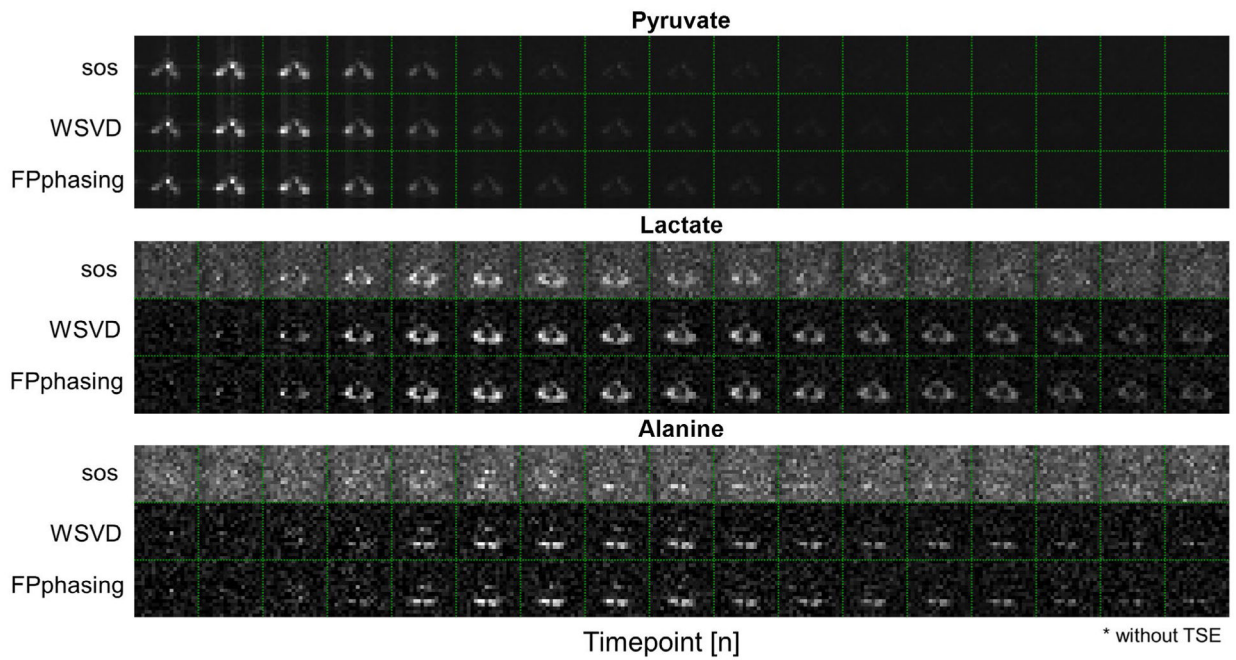 Pyruvate
sos
WSVD
FPphasing
Lactate
sos
WSVD
FPphasing
Alanine
sos
WSVD
FPphasing
Timepoint [n]
* without TSE